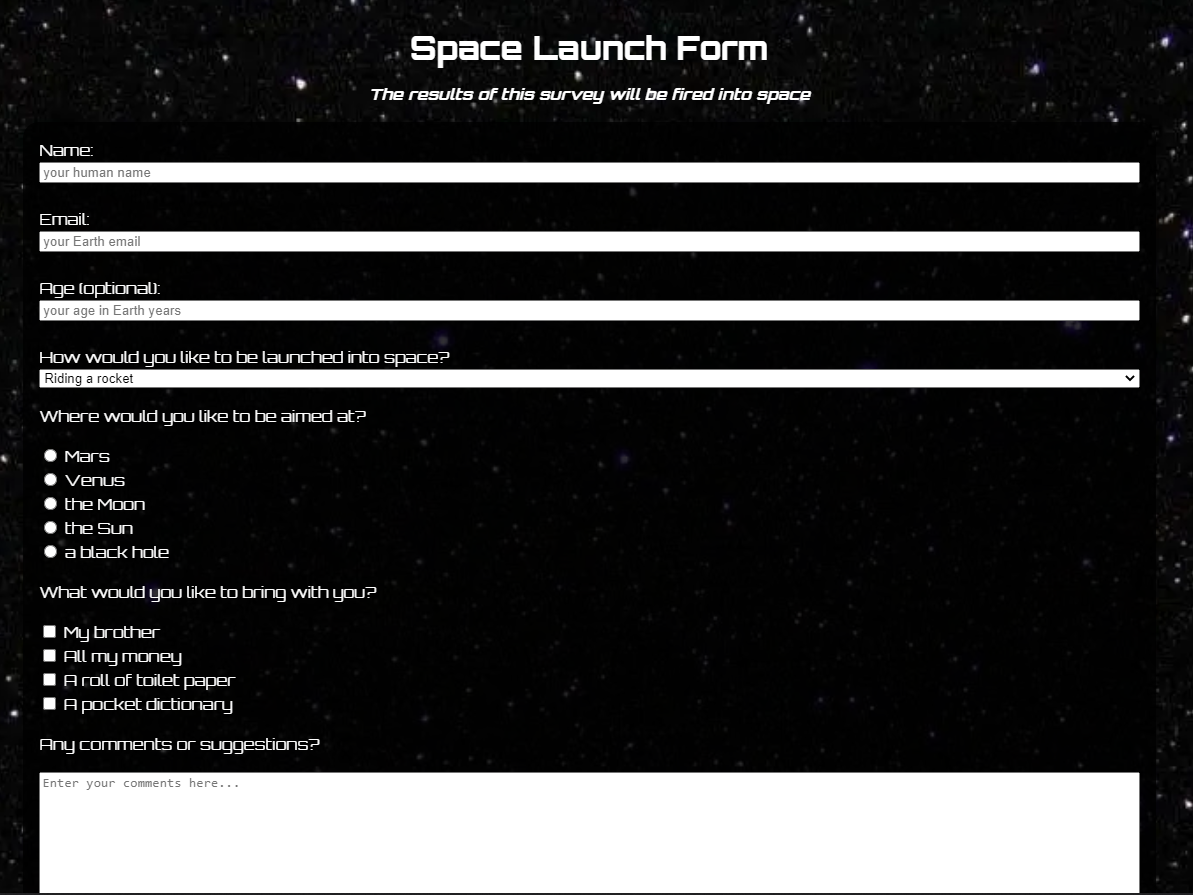 Space Launch Form
The results of this survey will be fired into space
Name:
your human name
Email:
your Earth email
Age (optional):
your age in Earth years
How would you like to be launched into space?
Riding a rocket
Where would you like to be aimed at?
Mars
Venus
the Moon
the Sun
a black hole
What would you like to bring with you?
My brother
All my money
A roll of toilet paper
A pocket dictionary
Any comments or suggestions?
Enter your comments here...